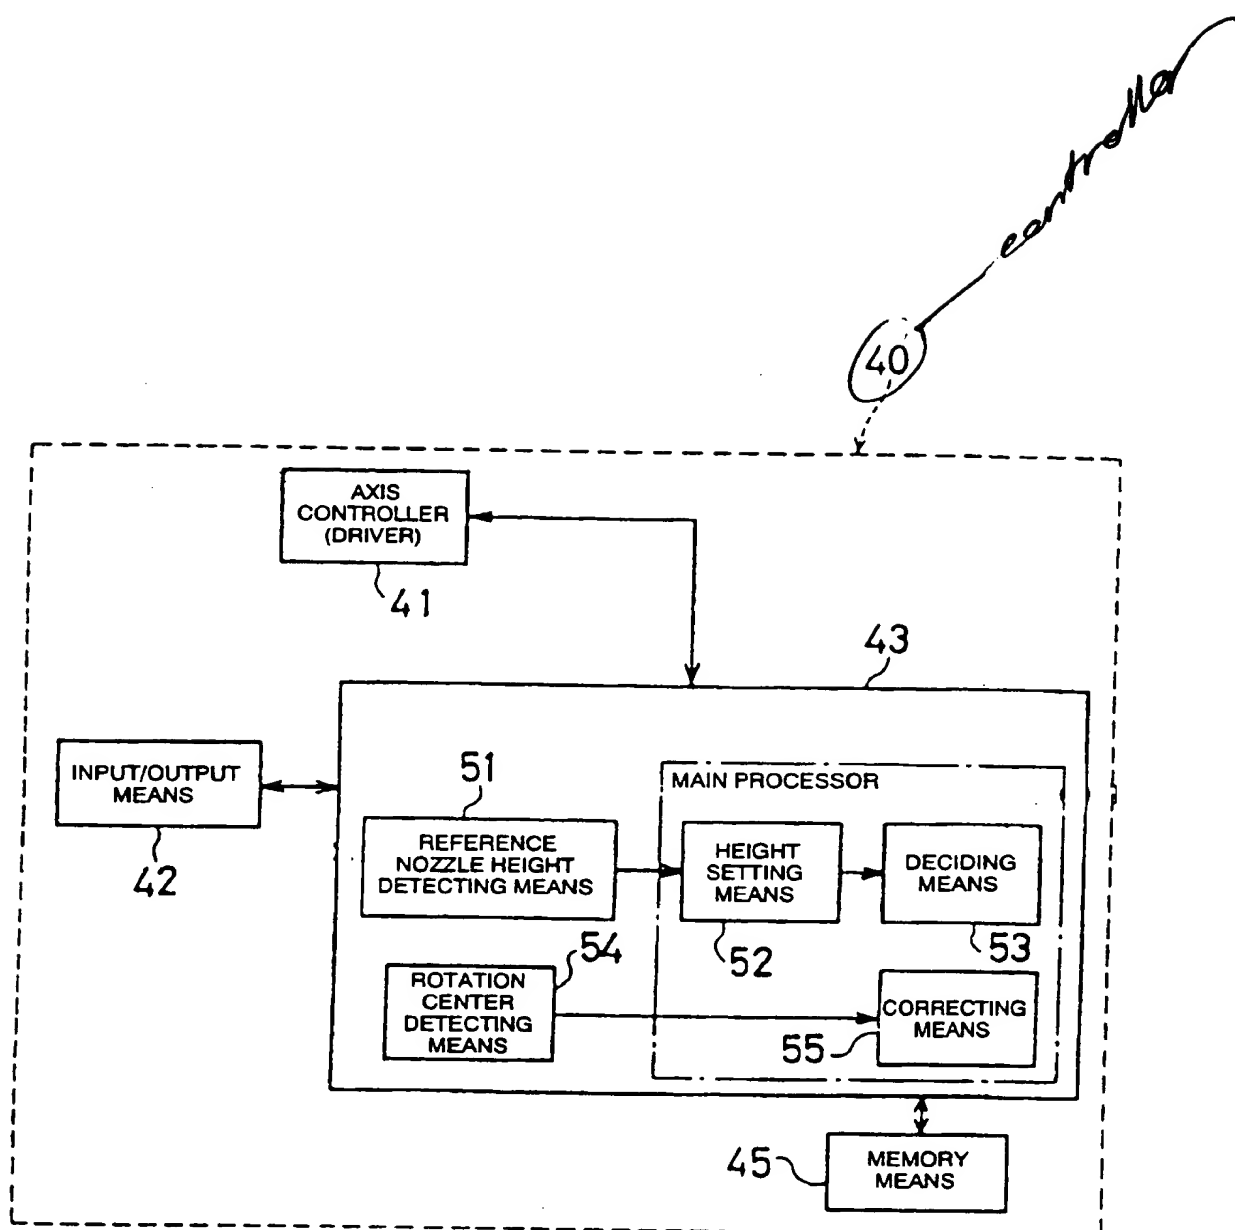 controller
40
AXIS
CONTROLLER
(DRIVER)
41
43
INPUT/OUTPUT
MEANS
42
51
REFERENCE
NOZZLE HEIGHT
DETECTING MEANS
MAIN PROCESSOR
HEIGHT
SETTING
MEANS
52
DECIDING
MEANS
53
54
ROTATION
CENTER
DETECTING
MEANS
CORRECTING
MEANS
55
45
MEMORY
MEANS